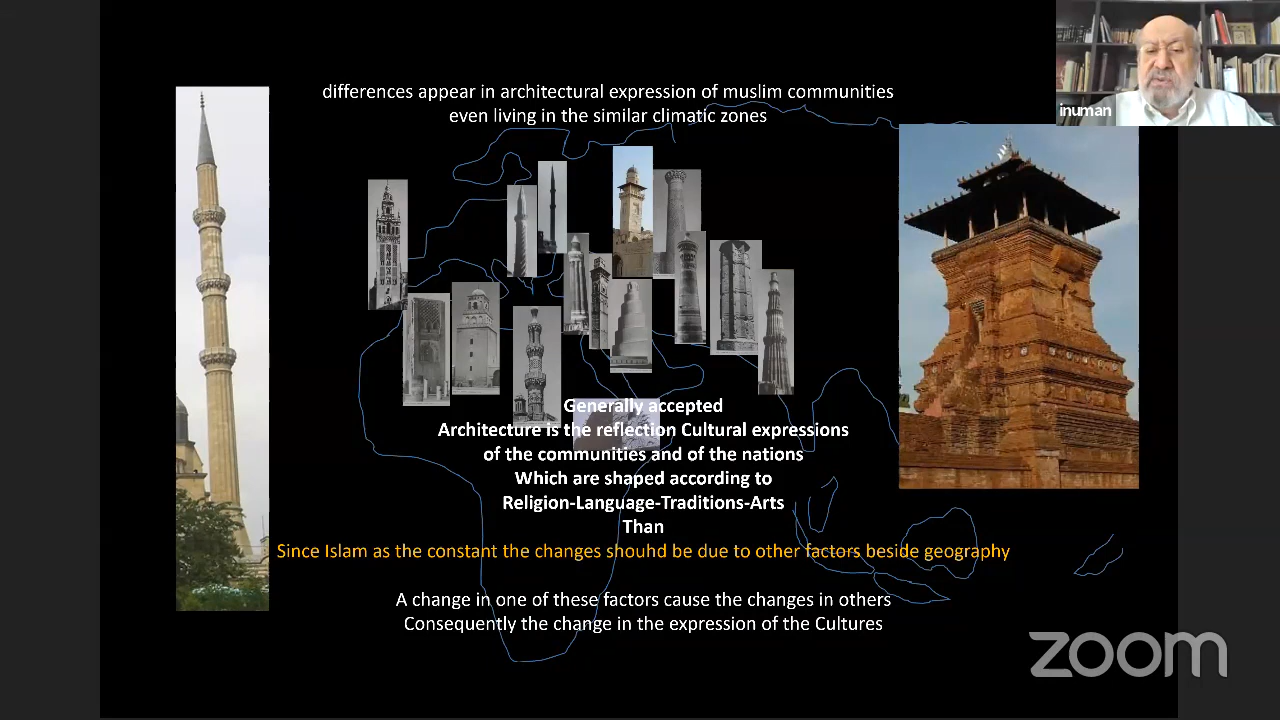 differences appear in architectural expression of muslim communities
even living in the similar climatic zones
inuman
Generally accepted
Architecture is the reflection Cultural expressions
of the communities and of the nations
Which are shaped according to
Religion-Language-Traditions-Arts
Than
Since Islam as the constant the changes shouhd be due to other factors beside geography
A change in one of these factors cause the changes in others
Consequently the change in the expression of the Cultures
zoom